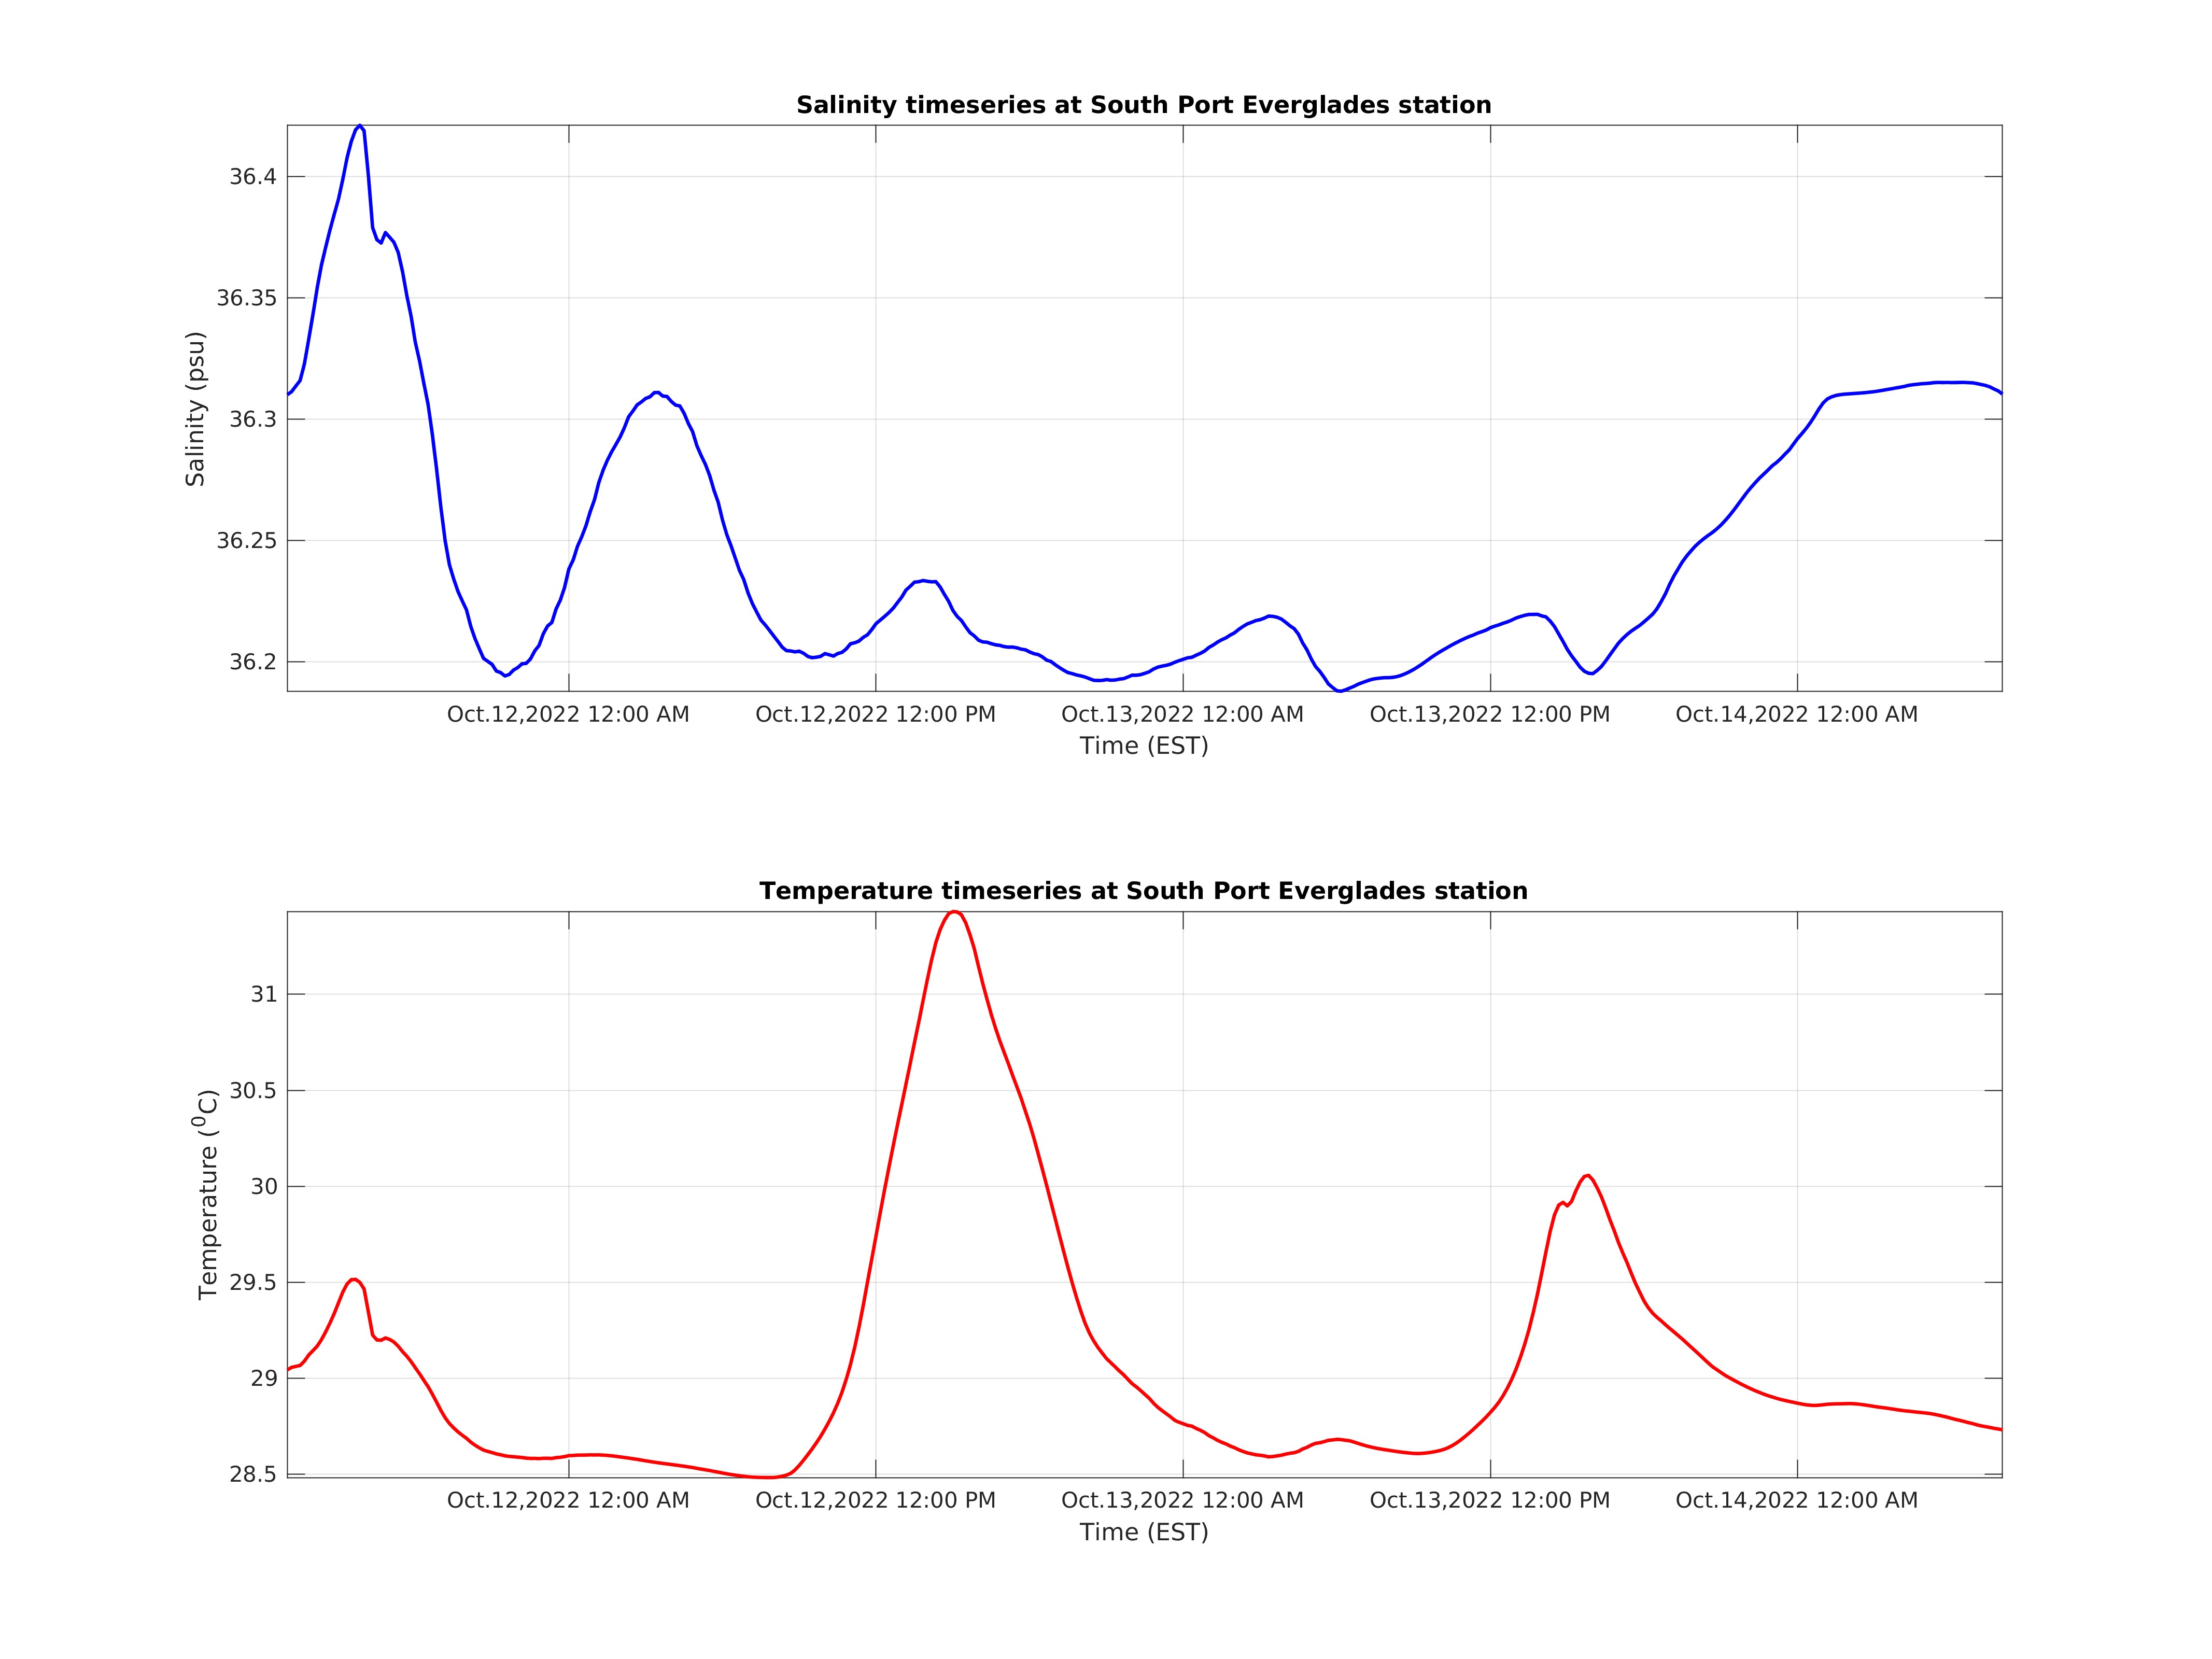 Salinity timeseries at South Port Everglades station
36.4
36.35
36.3
36.25
36.2
Salinity (psu)
Oct.12,2022 12:00 AM Oct.12,2022 12:00 PM Oct.13,2022 12:00 AM Oct.13,2022 12:00 PM Oct.14,2022 12:00 AM
Time (EST)
Temperature timeseries at South Port Everglades station
31
30.5
30
29.5
29
28.5
Temperature (⁰C)
Oct.12,2022 12:00 AM Oct.12,2022 12:00 PM Oct.13,2022 12:00 AM Oct.13,2022 12:00 PM Oct.14,2022 12:00 AM
Time (EST)